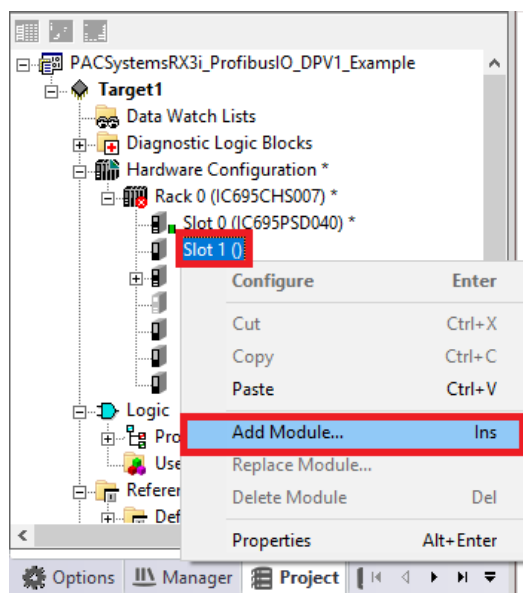 PACSystemsRX3i_ProfibusIO_DPV1_Example
Target1
Data Watch Lists
Diagnostic Logic Blocks
Hardware Configuration *
Rack 0 (IC695CHS007) *
Slot 0 (IC695PSD040) *
Slot 1 ()
Configure Enter
Cut Ctrl+X
Copy Ctrl+C
Paste Ctrl+V
Logic
Add Module... Ins
Pro
Use
Replace Module...
Delete Module Del
Refere
Def
Properties Alt+Enter
Options Manager Project